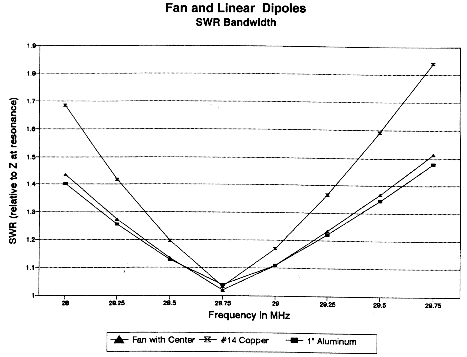 Fan and Linear Dipoles
SWR Bandwidth
SWR (relative to Z at resonance)
1.9
1.8
1.7
1.6
1.5
1.4
1.3
1.2
1.1
1
28 28.25 28.5 28.75 29 29.25 29.5 29.75
Frequency in MHz
Fan with Center #14 Copper 1" Aluminum